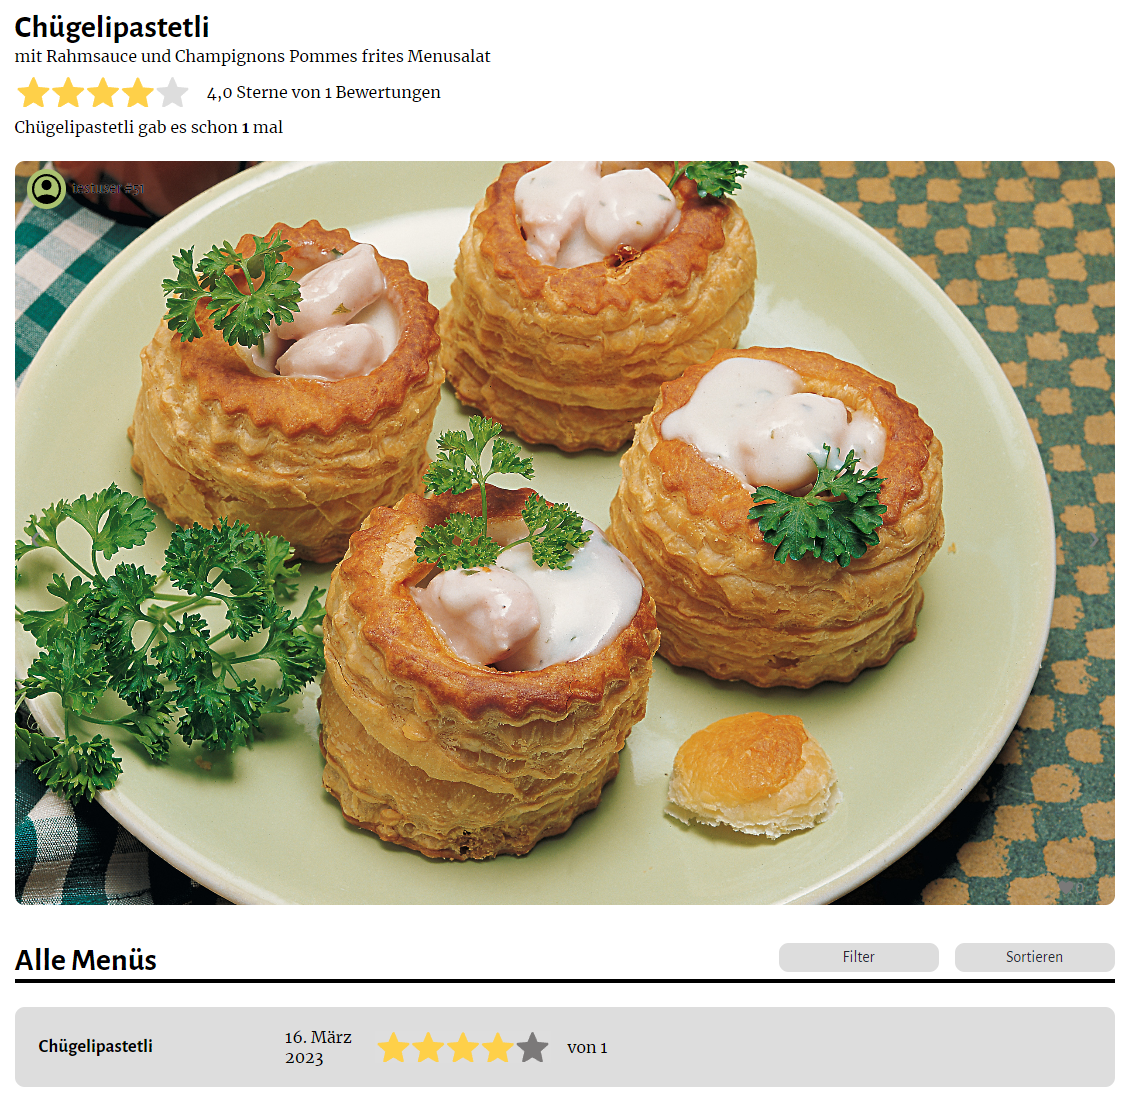 Chügelipastetli
mit Rahmsauce und Champignons Pommes frites Menusalat
4,0 Sterne von 1 Bewertungen
Chügelipastetli gab es schon 1 mal
Alle Menüs
Filter
Sortieren
Chügelipastetli
16. März
2023
von 1